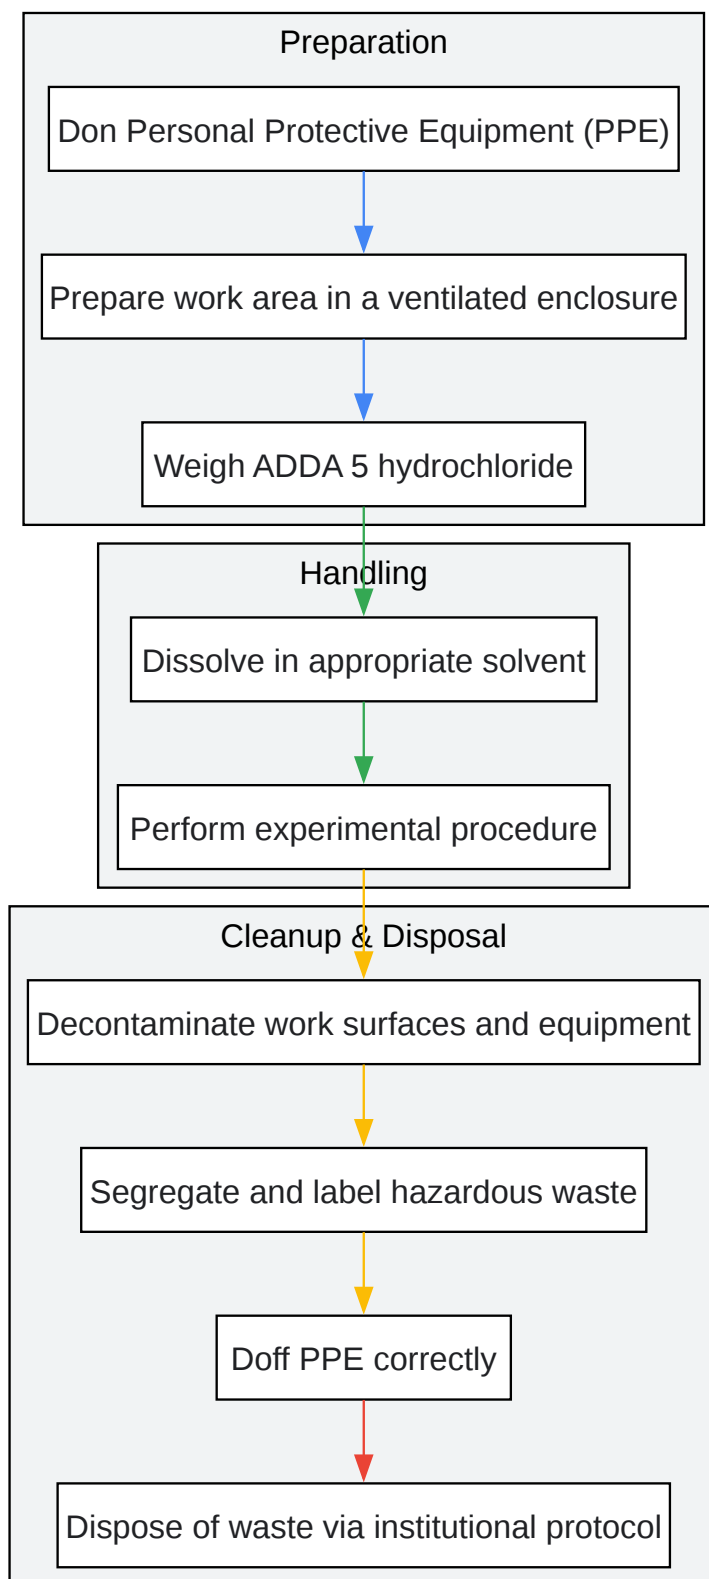 Preparation
Don Personal Protective Equipment (PPE)
Prepare work area in a ventilated enclosure
Weigh ADDA 5 hydrochloride
Handling
Dissolve in appropriate solvent
Perform experimental procedure
Cleanup & Disposal
Decontaminate work surfaces and equipment
Segregate and label hazardous waste
Doff PPE correctly
Dispose of waste via institutional protocol